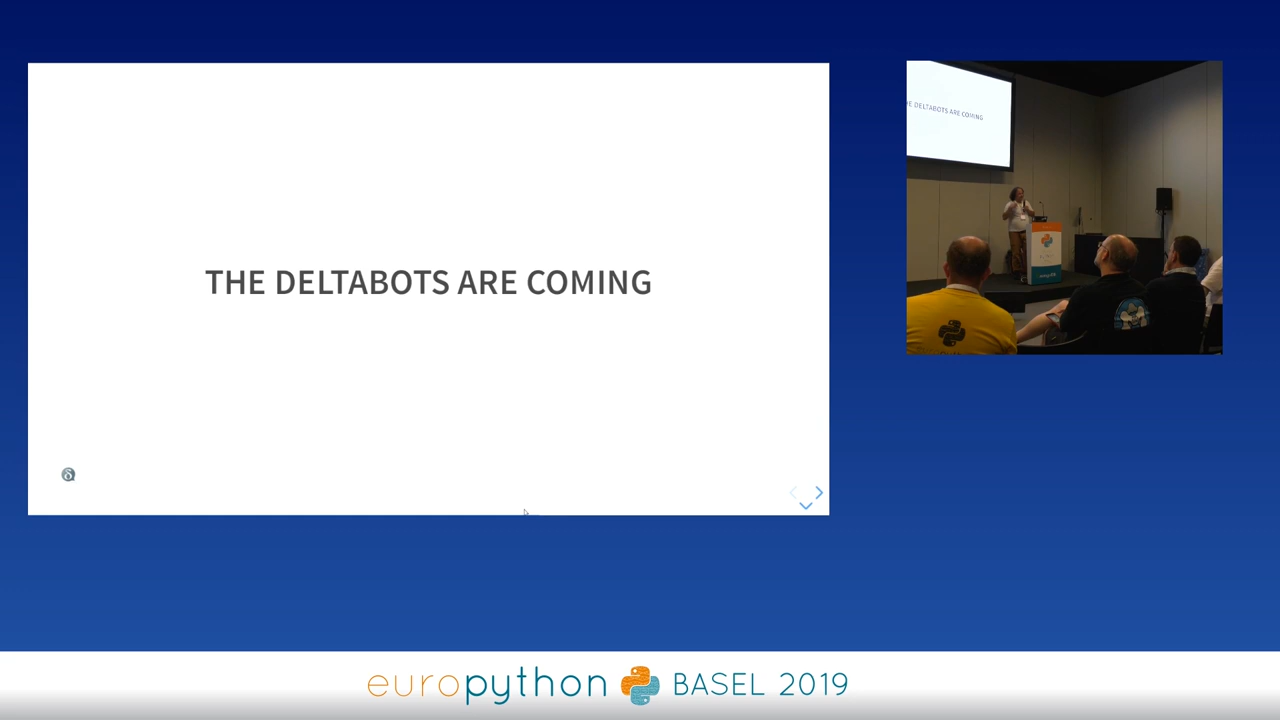 THE DELTABOTS ARE COMING
E DELTABOTS ARE COMING
europython BASEL 2019